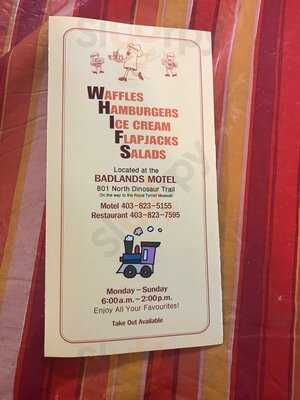 WAFFLES
HAMBURGERS
ICE CREAM
FLAPJACKS
SALADS
Located at the
BADLANDS MOTEL
801 North Dinosaur Trail
(On the way to the Royal Tyrrell Museum)
Motel 403-823-5155
Restaurant 403-823-7595
Monday - Sunday
6:00 a.m. - 2:00 p.m.
Enjoy All Your Favourites!
Take Out Available